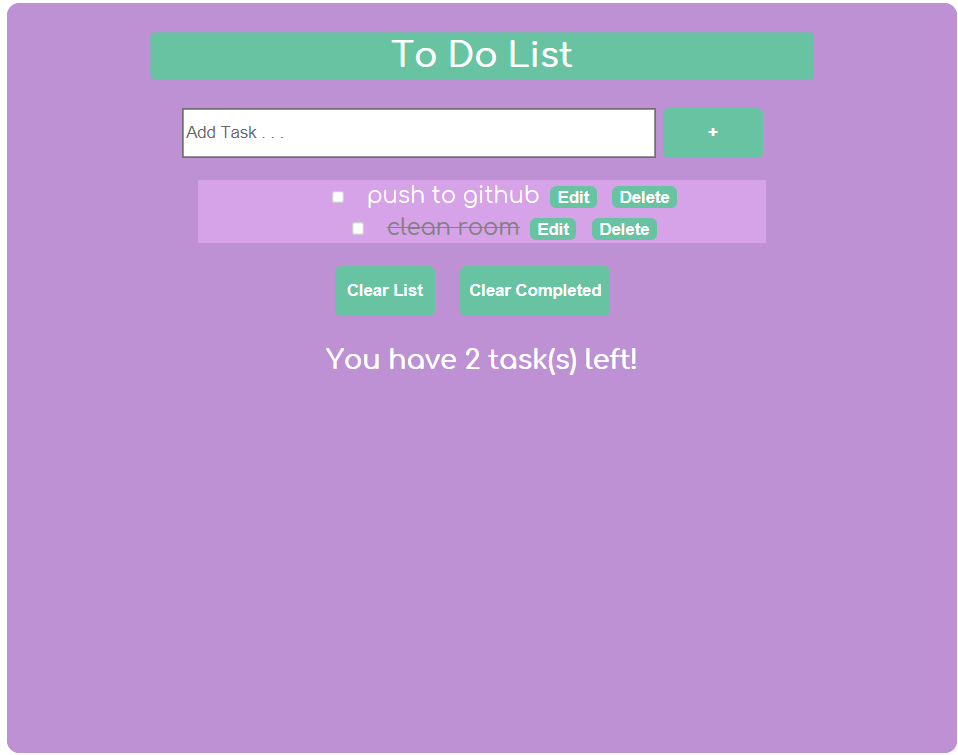 To Do List
Add Task . . .
+
push to github Edit Delete
clean room Edit Delete
Clear List Clear Completed
You have 2 task(s) left!